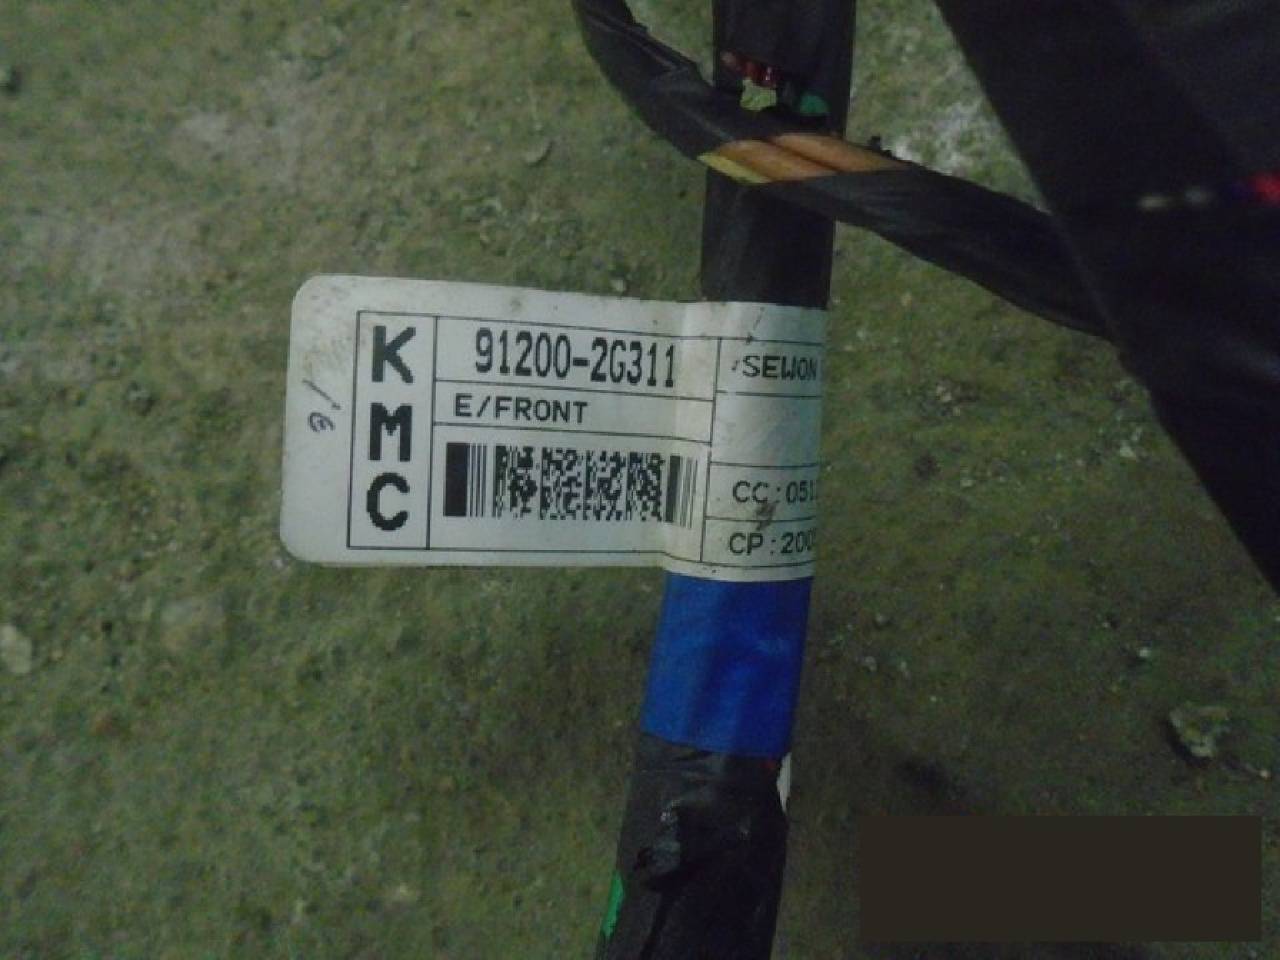 KMC
91200-2G311
E/FRONT
SEWON
CC:051
CP:200